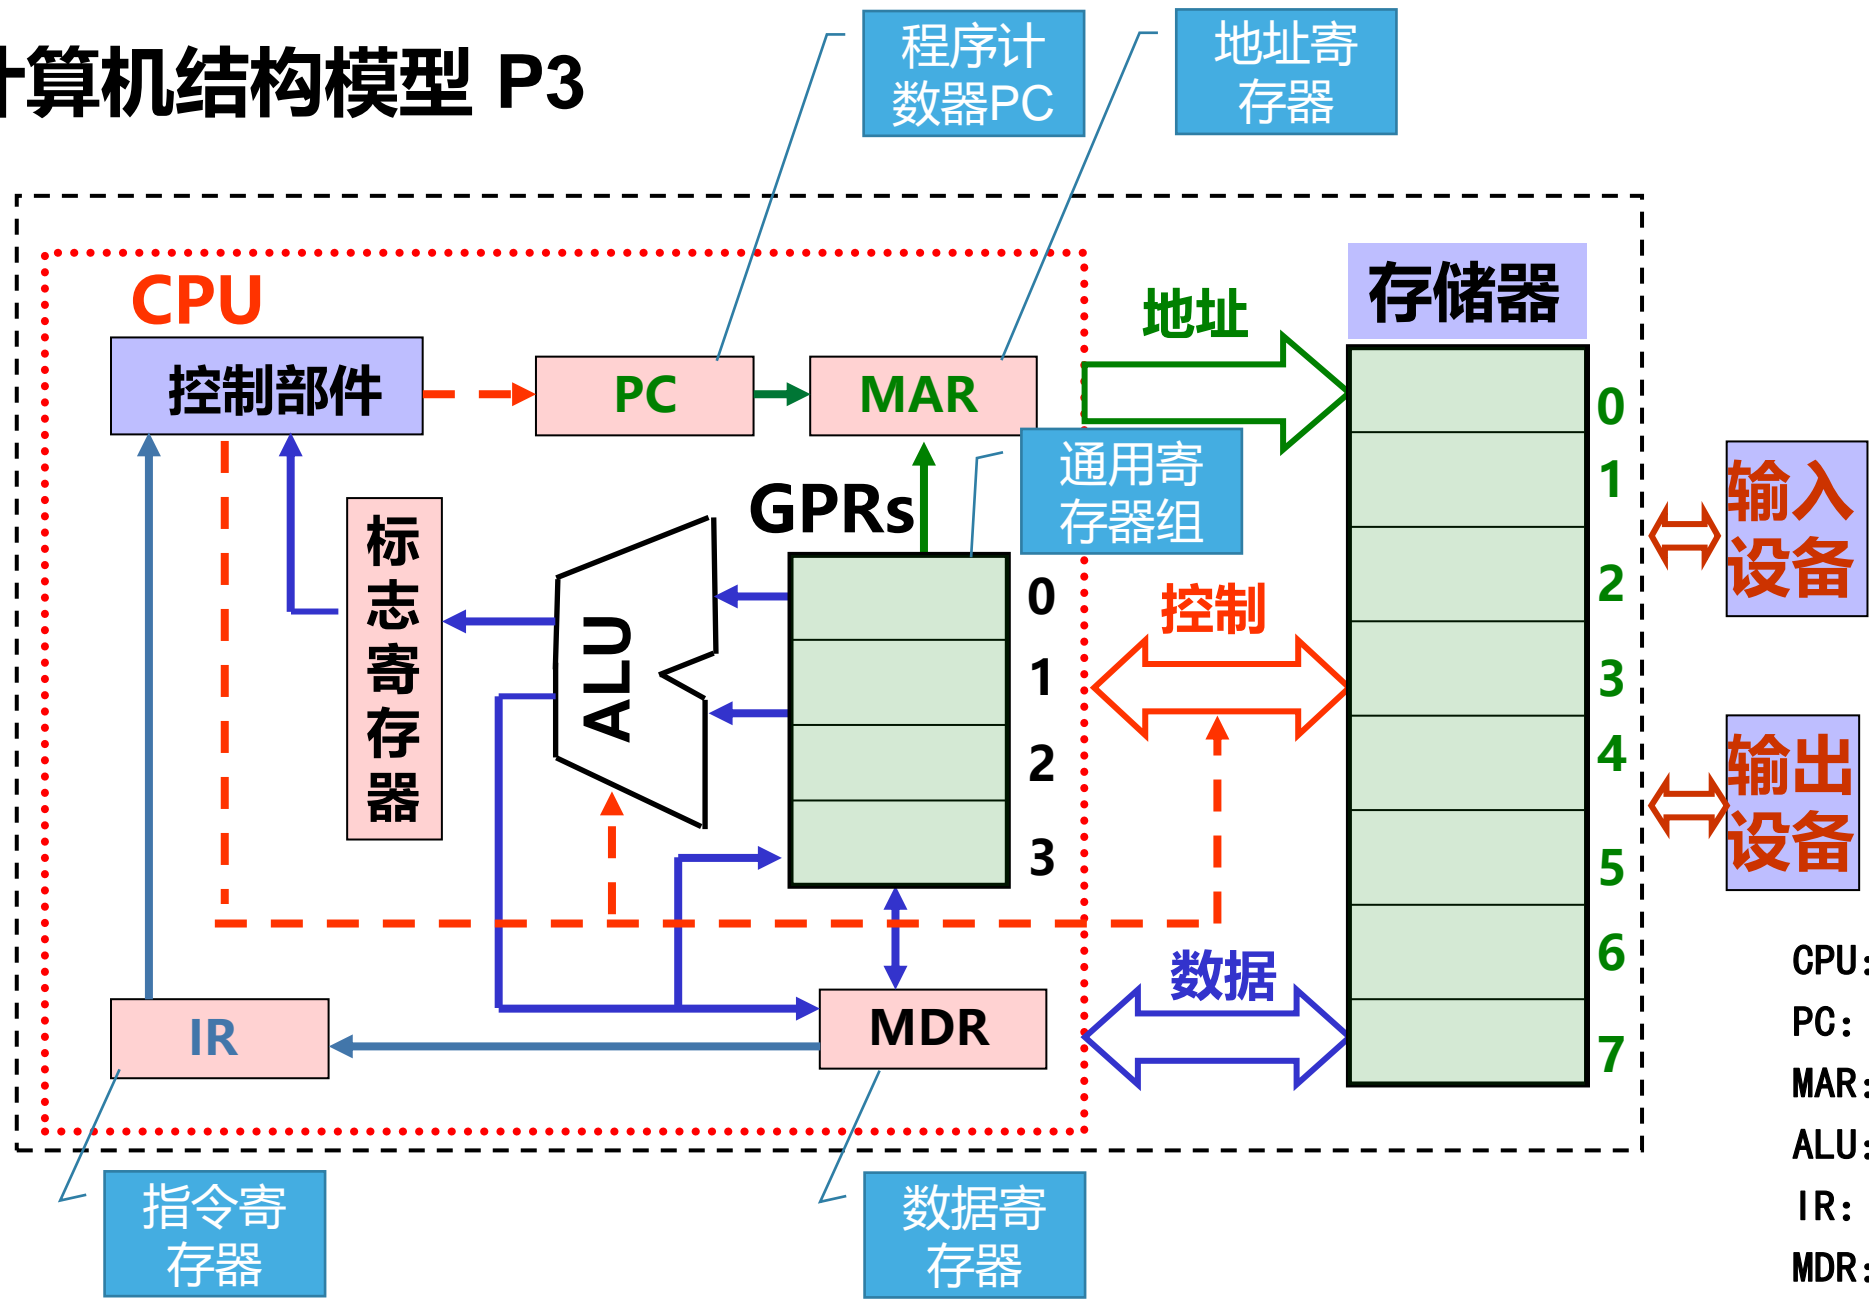 算机结构模型 P3
程序计
数器PC
地址寄
存器
CPU
控制部件
PC
MAR
地址
存储器
通用寄
存器组
GPRs
标
志
寄
存
器
ALU
0
1
2
3
控制
数据
0
1
2
3
4
5
6
7
输入
设备
输出
设备
IR
MDR
指令寄
存器
数据寄
存器
CPU:
PC:
MAR:
ALU:
IR:
MDR: